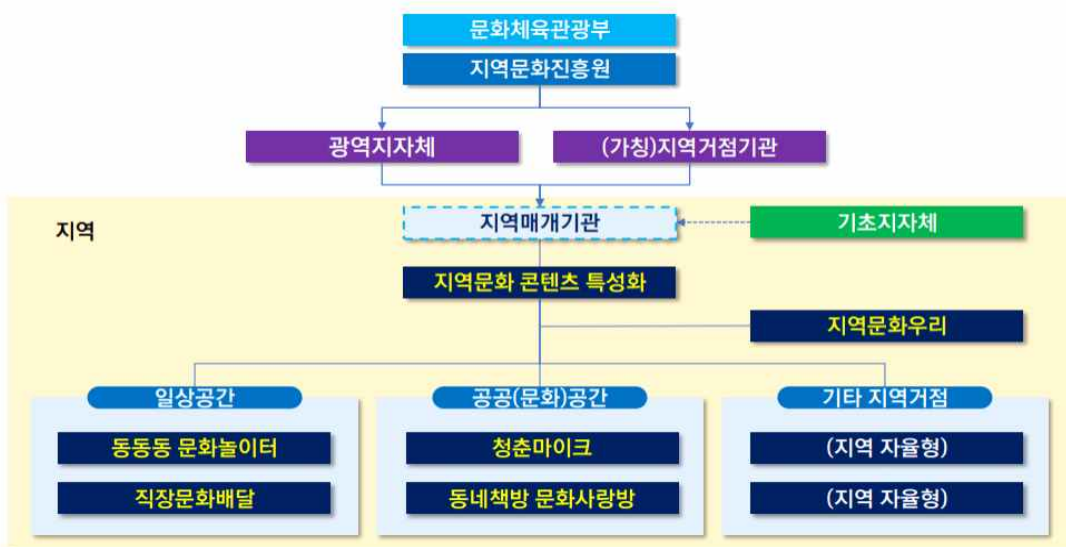 문화체육관광부
지역문화진흥원
광역지자체
(가칭)지역거점기관
지역
지역매개기관
기초지자체
지역문화 콘텐츠 특성화
지역문화우리
일상공간
공공(문화)공간
기타 지역거점
동동동 문화놀이터
청춘마이크
(지역 자율형)
직장문화배달
동네책방 문화사랑방
(지역 자율형)